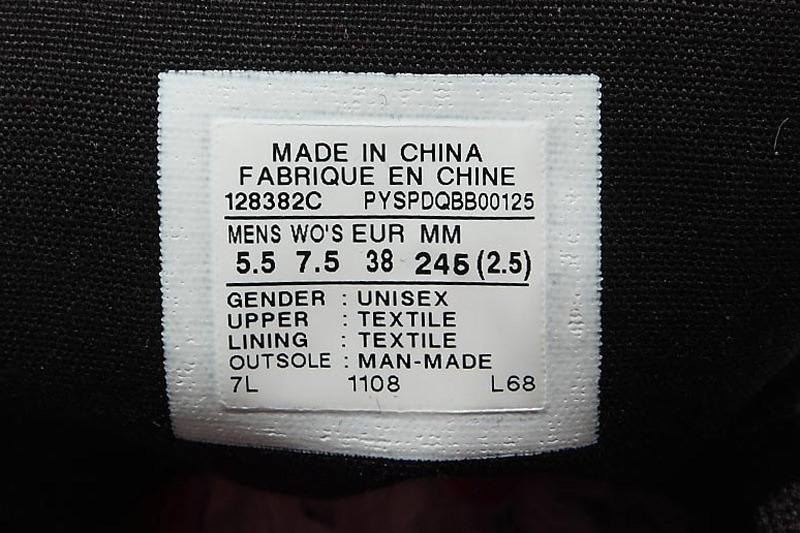 MADE IN CHINA
FABRIQUE EN CHINE
128382C PYSPDQBB00125
MENS WO'S EUR MM
5.5 7.5 38 245 (2.5)
GENDER : UNISEX
UPPER : TEXTILE
LINING : TEXTILE
OUTSOLE : MAN-MADE
7L 1108 L68